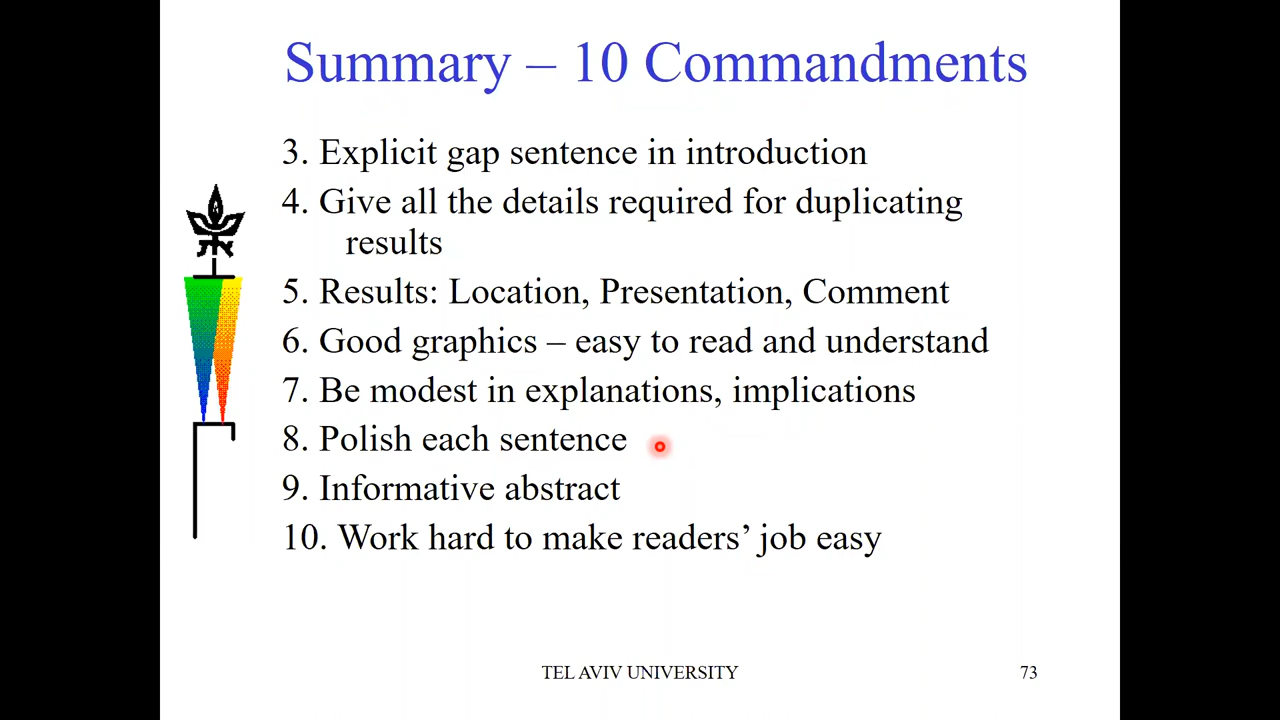 Summary – 10 Commandments
3. Explicit gap sentence in introduction
4. Give all the details required for duplicating
results
5. Results: Location, Presentation, Comment
6. Good graphics – easy to read and understand
7. Be modest in explanations, implications
8. Polish each sentence
9. Informative abstract
10. Work hard to make readers’ job easy
TEL AVIV UNIVERSITY
73